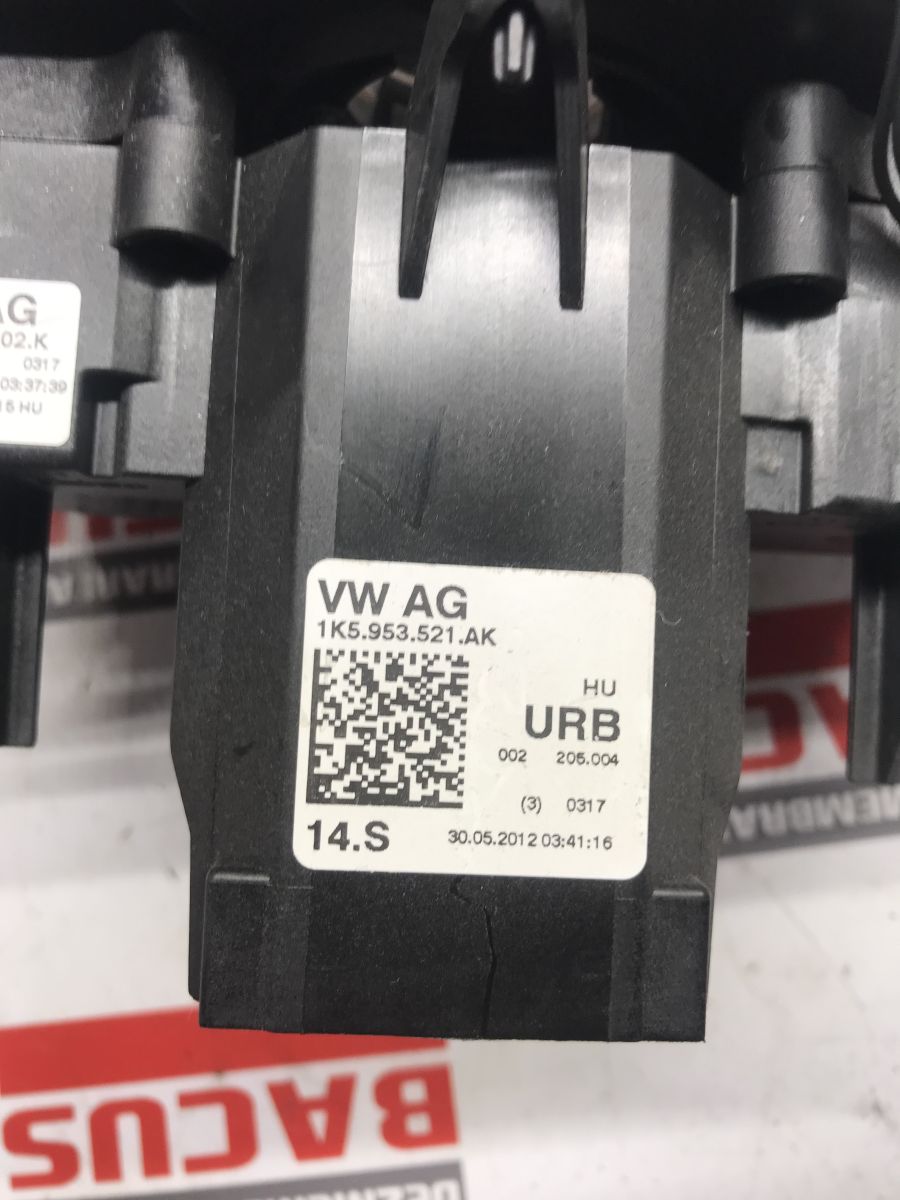 AG
02.K
0317
03:37:39
HU
VW AG
1K5.953.521.AK
HU
URB
002 205.004
(3) 0317
14.S
30.05.2012 03:41:16
BACUS
BACUS